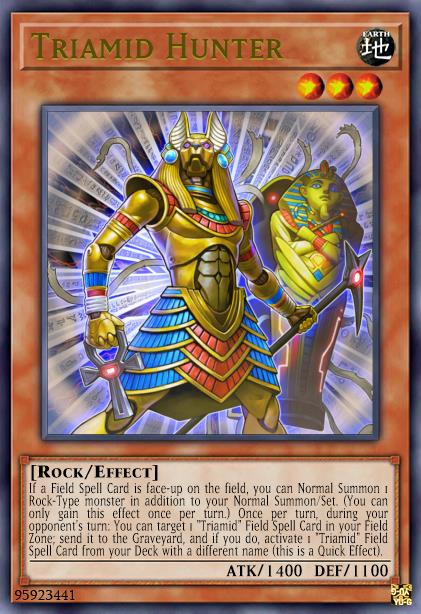 TRIAMID HUNTER
EARTH
地
[ROCK/EFFECT]
If a Field Spell Card is face-up on the field, you can Normal Summon 1
Rock-Type monster in addition to your Normal Summon/Set. (You can
only gain this effect once per turn.) Once per turn, during your
opponent's turn: You can target 1 "Triamid" Field Spell Card in your Field
Zone; send it to the Graveyard, and if you do, activate 1 "Triamid" Field
Spell Card from your Deck with a different name (this is a Quick Effect).
ATK/1400 DEF/1100
95923441